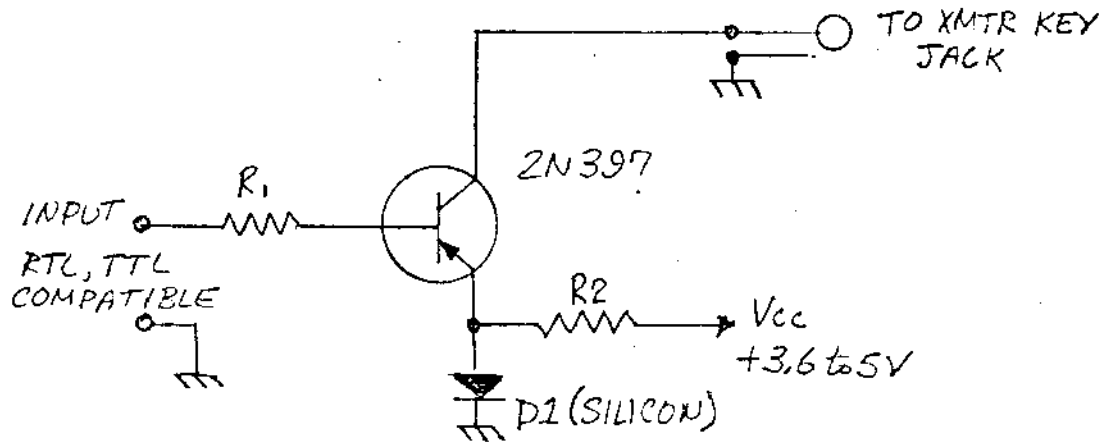 TO XMTR KEY
JACK
2N397
R1
INPUT
RTL, TTL
COMPATIBLE
R2
Vcc
+3.6 to 5V
D1 (SILICON)